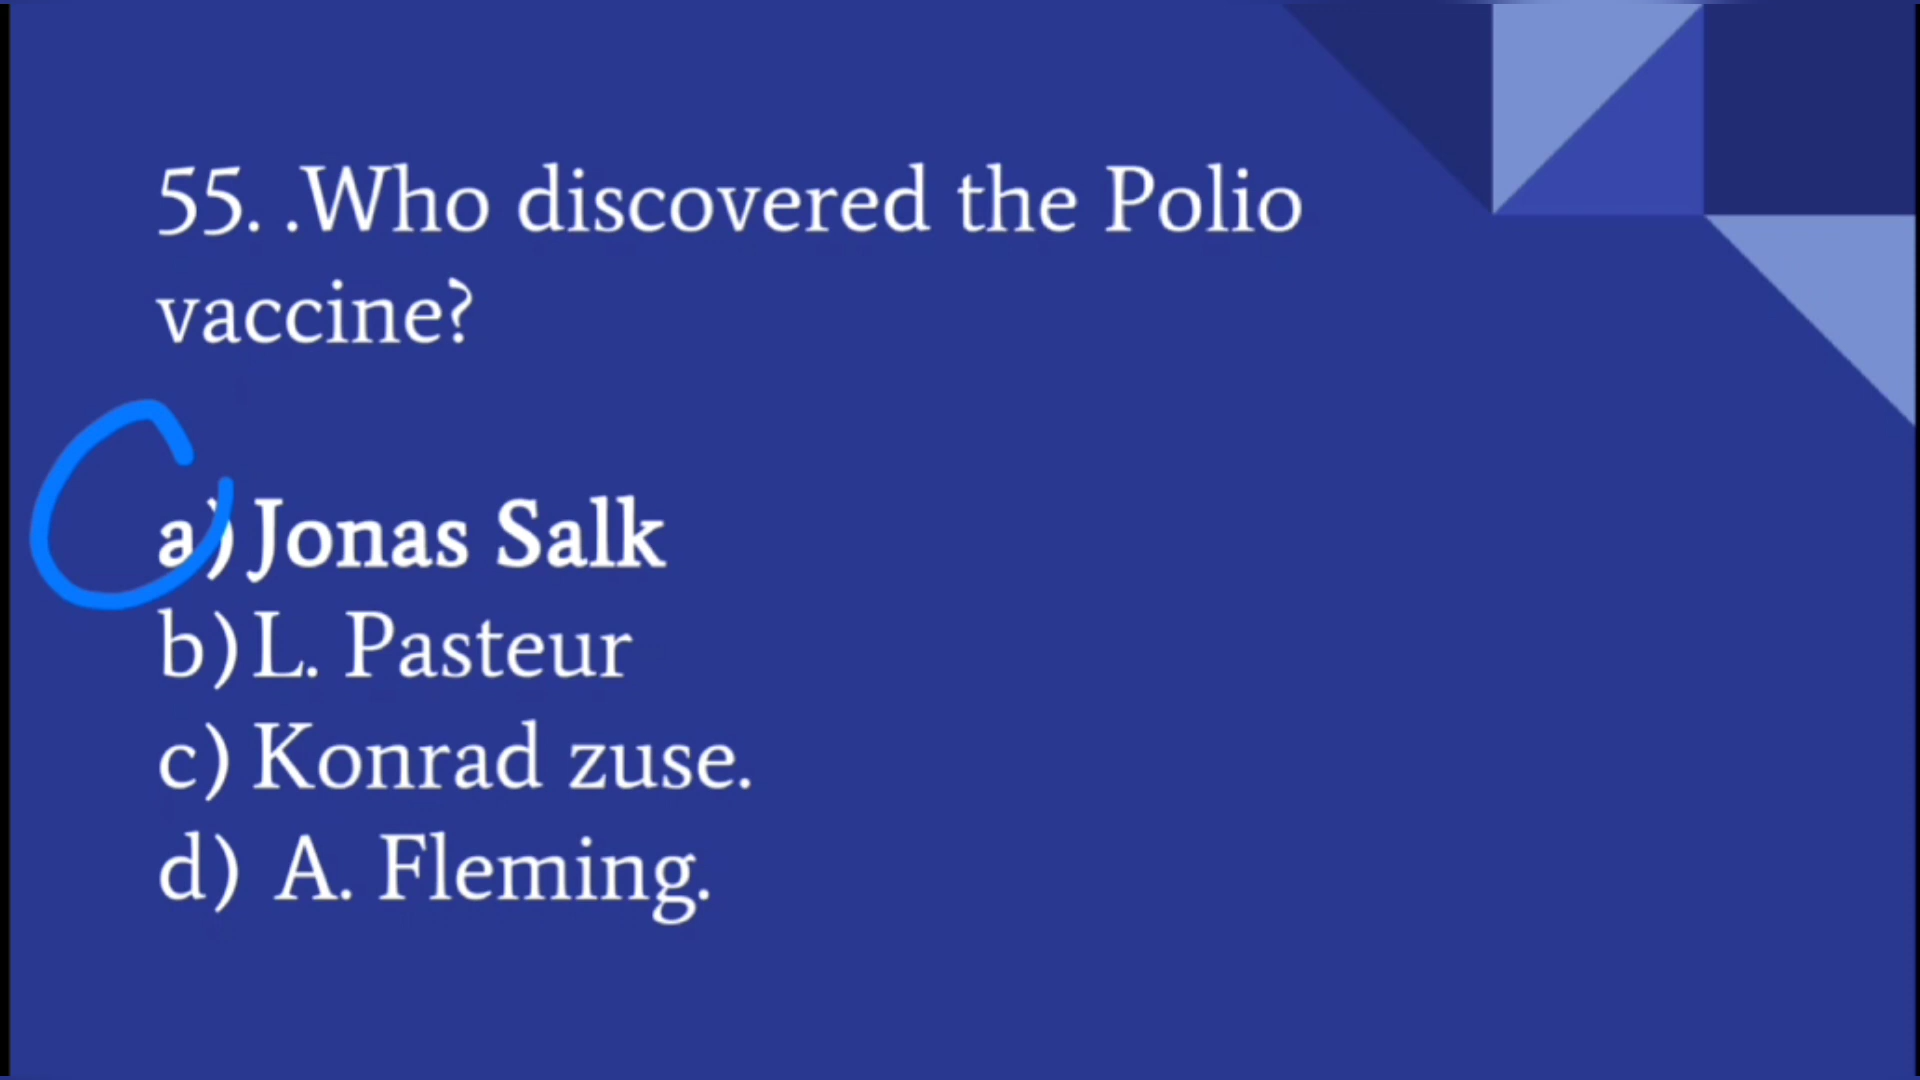 55. .Who discovered the Polio
vaccine?
a) Jonas Salk
b) L. Pasteur
c) Konrad zuse.
d) A. Fleming.